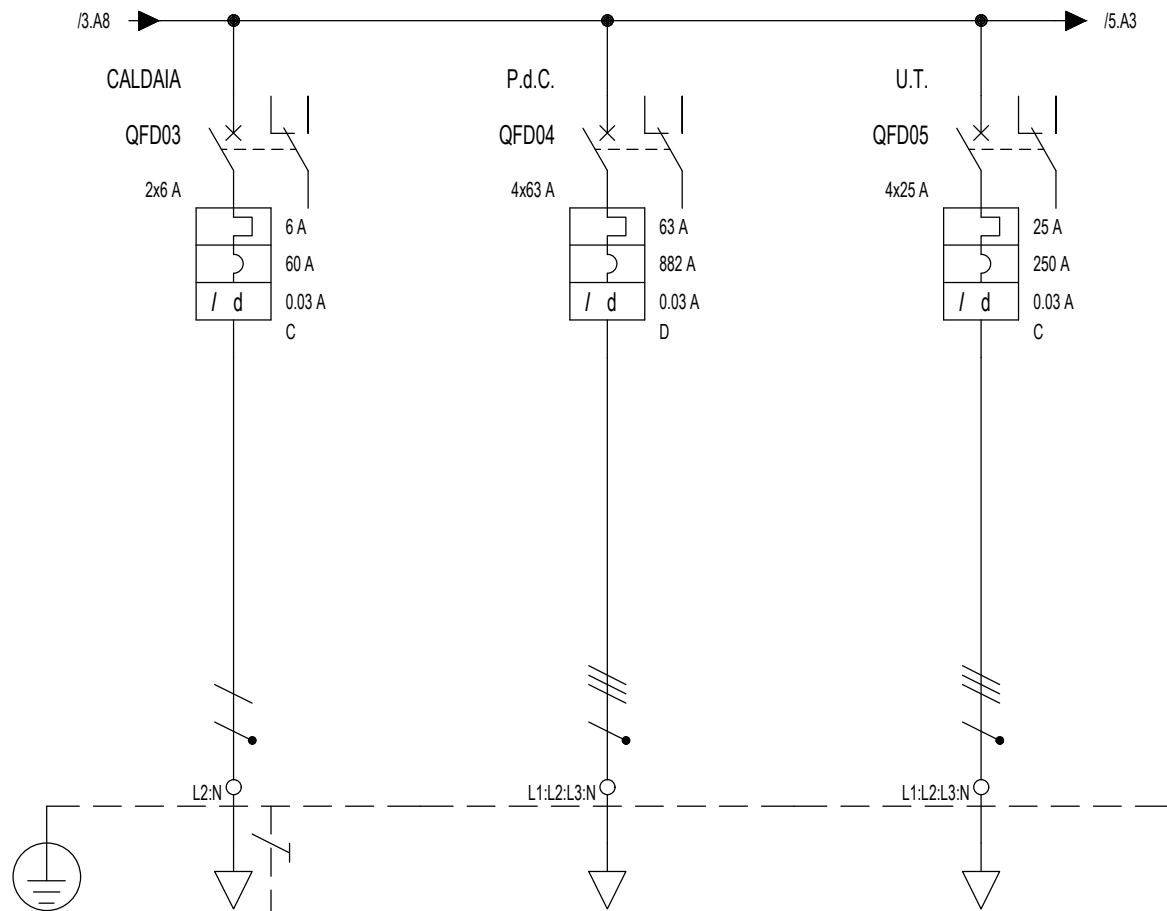 /3.A8
/5.A3
CALDAIA
P.d.C.
U.T.
QFD03
QFD04
QFD05
2x6 A
4x63 A
4x25 A
6 A
63 A
25 A
60 A
882 A
250 A
I d
0.03 A
I d
0.03 A
I d
0.03 A
C
D
C
L2:N
L1:L2:L3:N
L1:L2:L3:N